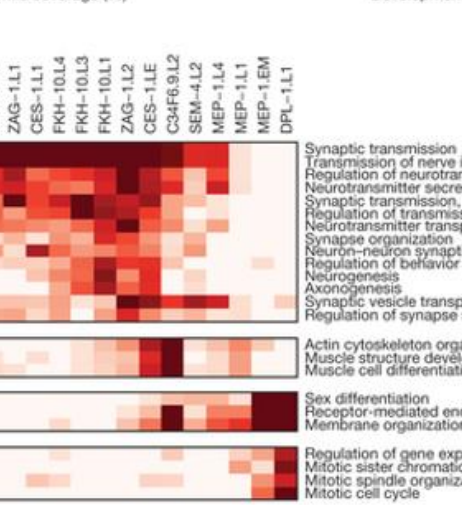 ZAG-1.L1
CES-1.L1
FKH-10.L4
FKH-10.L3
FKH-10.L1
ZAG-1.L2
CES-1.LE
C34F6.9.L2
SEM-4.L2
MEP-1.L4
MEP-1.L1
MEP-1.EM
DPL-1.L1
Synaptic transmission
Transmission of nerve i
Regulation of neurotran
Neurotransmitter secre
Synaptic transmission,
Regulation of transmiss
Neurotransmitter transp
Synapse organization
Neuron-neuron synapt
Regulation of behavior
Neurogenesis
Axonogenesis
Synaptic vesicle transp
Regulation of synapse
Actin cytoskeleton orga
Muscle structure develo
Muscle cell differentiati
Sex differentiation
Receptor-mediated end
Membrane organization
Regulation of gene exp
Mitotic sister chromatic
Mitotic spindle organiza
Mitotic cell cycle